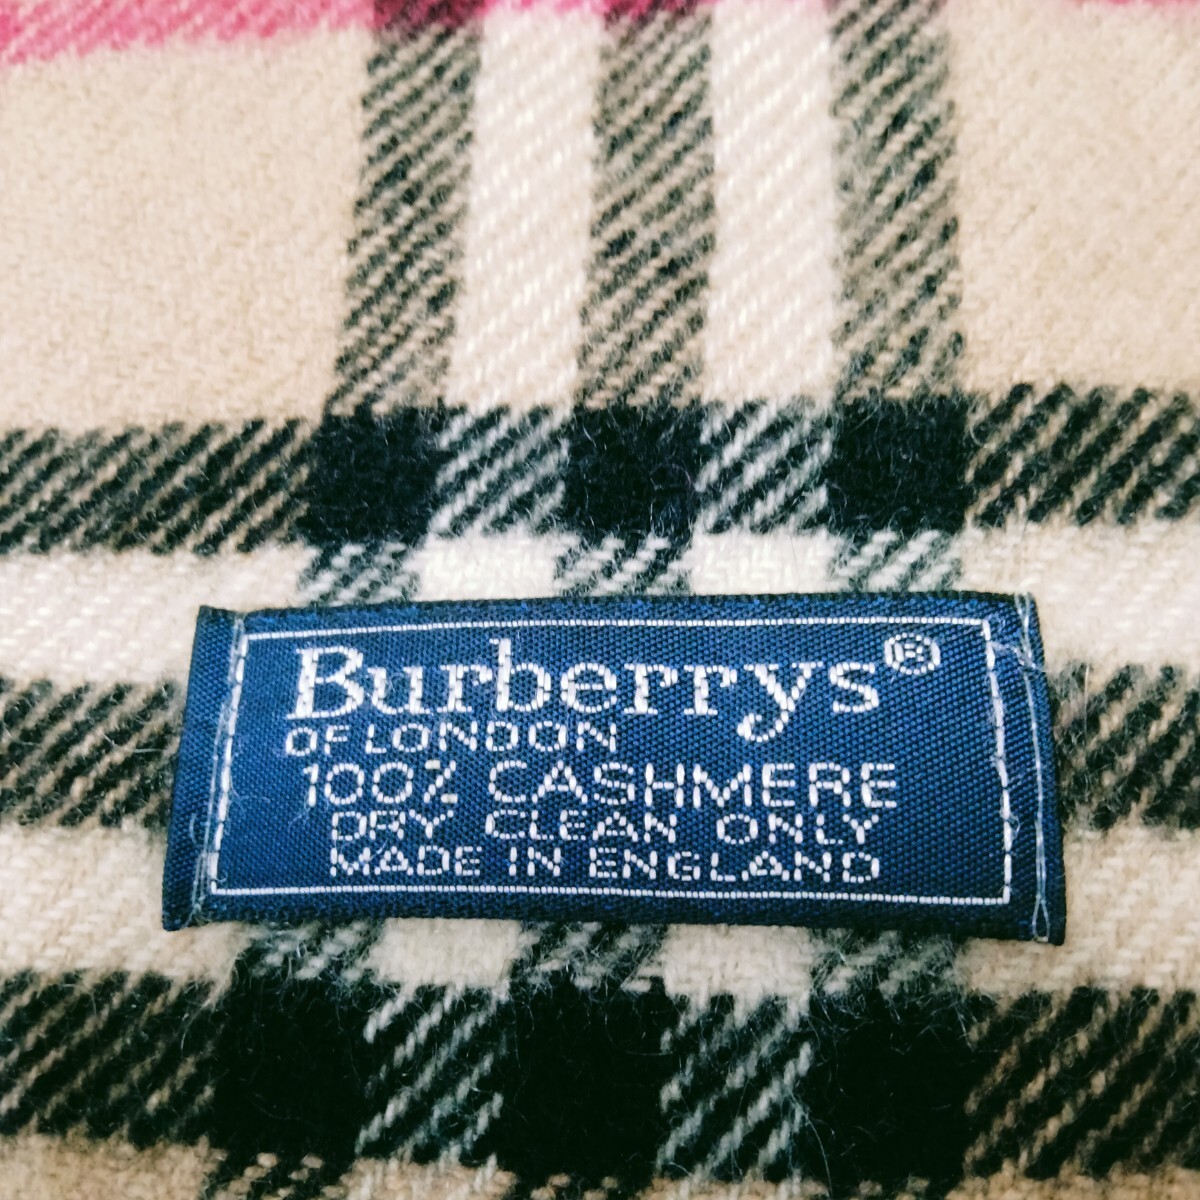 Burberrys®
OF LONDON
100% CASHMERE
DRY CLEAN ONLY
MADE IN ENGLAND